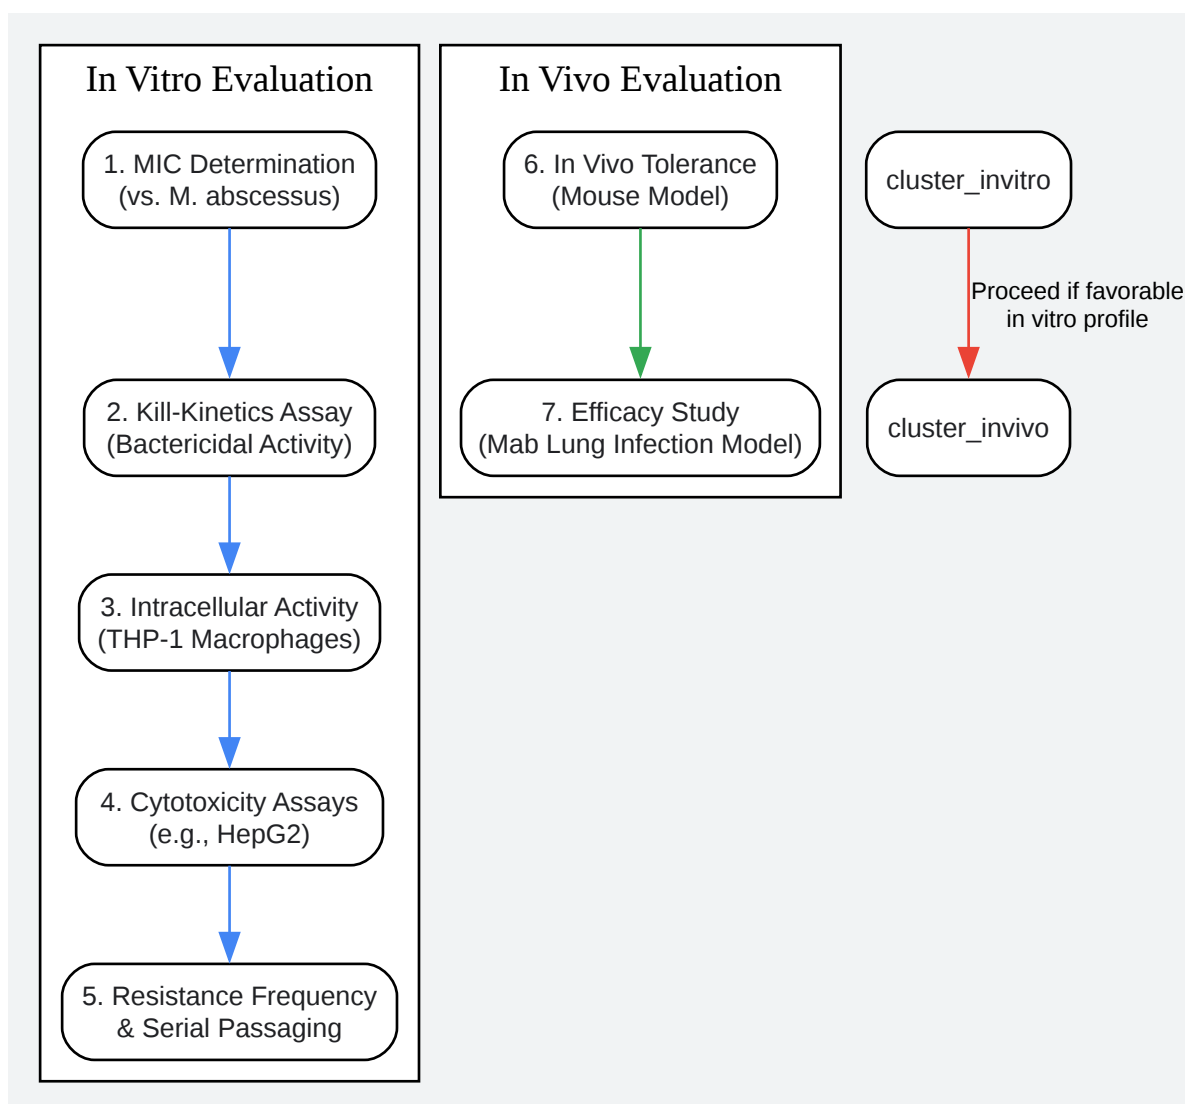 In Vitro Evaluation
1. MIC Determination
(vs. M. abscessus)
2. Kill-Kinetics Assay
(Bactericidal Activity)
3. Intracellular Activity
(THP-1 Macrophages)
4. Cytotoxicity Assays
(e.g., HepG2)
5. Resistance Frequency
& Serial Passaging
In Vivo Evaluation
6. In Vivo Tolerance
(Mouse Model)
7. Efficacy Study
(Mab Lung Infection Model)
cluster_invitro
Proceed if favorable
in vitro profile
cluster_invivo